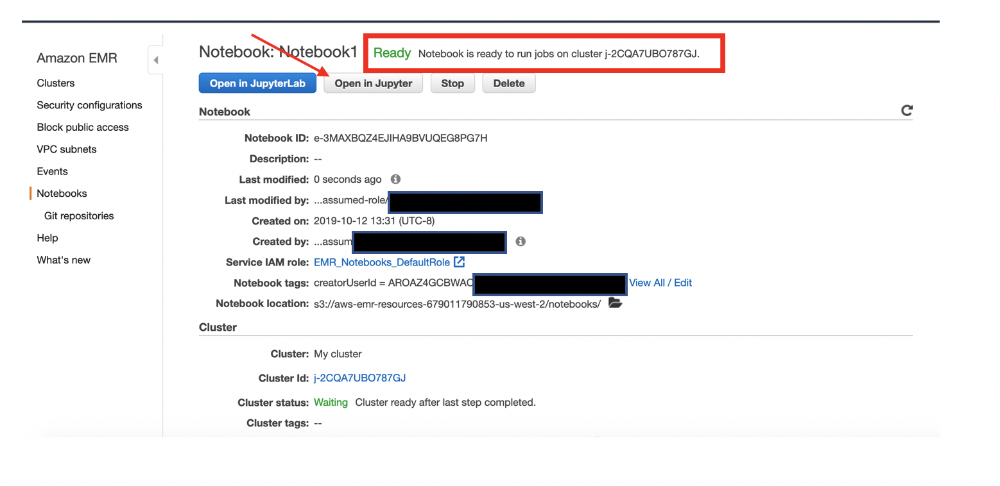 Amazon EMR
Clusters
Security configurations
Block public access
VPC subnets
Events
Notebooks
Git repositories
Help
What's new
Notebook: Notebook1 Ready Notebook is ready to run jobs on cluster j-2CQA7UBO787GJ.
Open in JupyterLab Open in Jupyter Stop Delete
Notebook
Notebook ID: e-3MAXBQZ4EJIHA9BVUQEG8PG7H
Description: --
Last modified: 0 seconds ago
Last modified by: ...assumed-role/
Created on: 2019-10-12 13:31 (UTC-8)
Created by: ...assum
Service IAM role: EMR_Notebooks_DefaultRole
Notebook tags: creatorUserId = AROAZ4GCBWAC View All / Edit
Notebook location: s3://aws-emr-resources-679011790853-us-west-2/notebooks/
Cluster
Cluster: My cluster
Cluster Id: j-2CQA7UBO787GJ
Cluster status: Waiting Cluster ready after last step completed.
Cluster tags: --